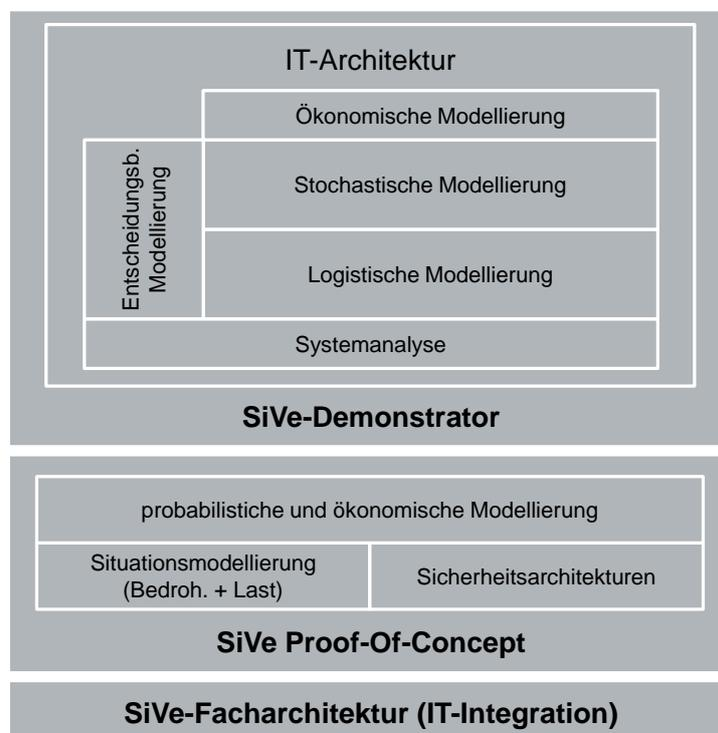 IT-Architektur
Ökonomische Modellierung
Entscheidungsb.
Modellierung
Stochastische Modellierung
Logistische Modellierung
Systemanalyse
SiVe-Demonstrator
probabilistiche und ökonomische Modellierung
Situationsmodellierung
(Bedroh. + Last)
Sicherheitsarchitekturen
SiVe Proof-Of-Concept
SiVe-Facharchitektur (IT-Integration)